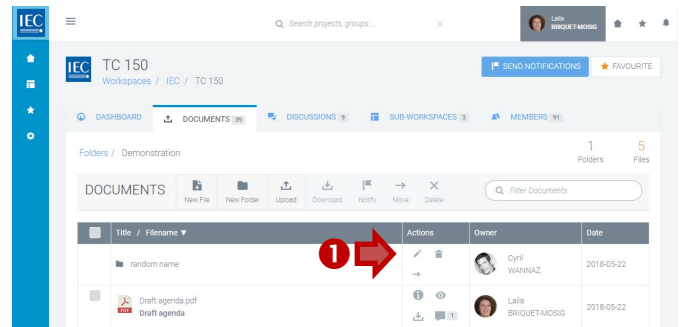 IEC
Search projects, groups ...
Laila
BRIQUET-MOSIG
IEC
TC 150
Workspaces / IEC / TC 150
SEND NOTIFICATIONS
FAVOURITE
DASHBOARD
DOCUMENTS 39
DISCUSSIONS 9
SUB-WORKSPACES 3
MEMBERS 91
Folders / Demonstration
1
Folders
5
Files
DOCUMENTS
New File
New Folder
Upload
Download
Notify
Move
Delete
Filter Documents
Title / Filename ▼
Actions
Owner
Date
random name
1
Cyril
WANNAZ
2018-05-22
Draft agenda.pdf
PDF
Draft agenda
1
Laila
BRIQUET-MOSIG
2018-05-22